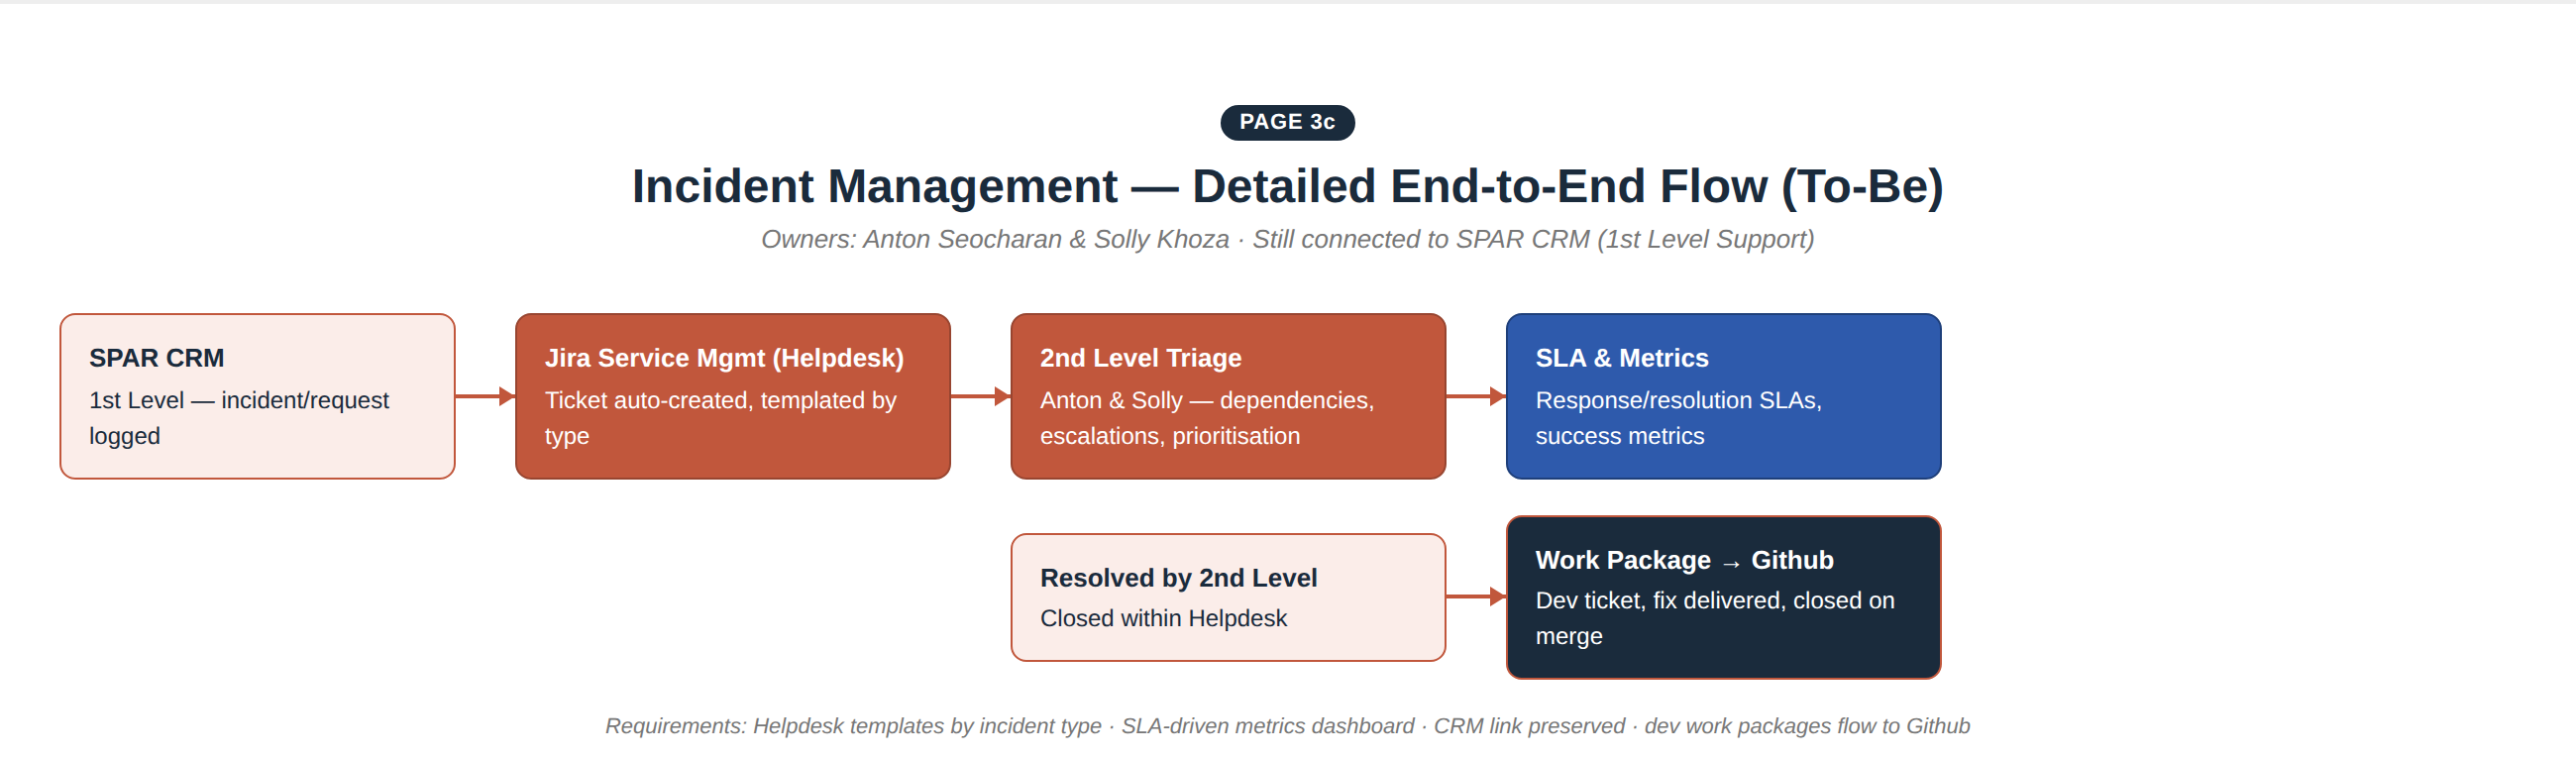 PAGE 3c
Incident Management — Detailed End-to-End Flow (To-Be)
Owners: Anton Seocharan & Solly Khoza · Still connected to SPAR CRM (1st Level Support)
SPAR CRM
1st Level — incident/request
logged
Jira Service Mgmt (Helpdesk)
Ticket auto-created, templated by
type
2nd Level Triage
Anton & Solly — dependencies,
escalations, prioritisation
SLA & Metrics
Response/resolution SLAs,
success metrics
Resolved by 2nd Level
Closed within Helpdesk
Work Package → Github
Dev ticket, fix delivered, closed on
merge
Requirements: Helpdesk templates by incident type · SLA-driven metrics dashboard · CRM link preserved · dev work packages flow to Github